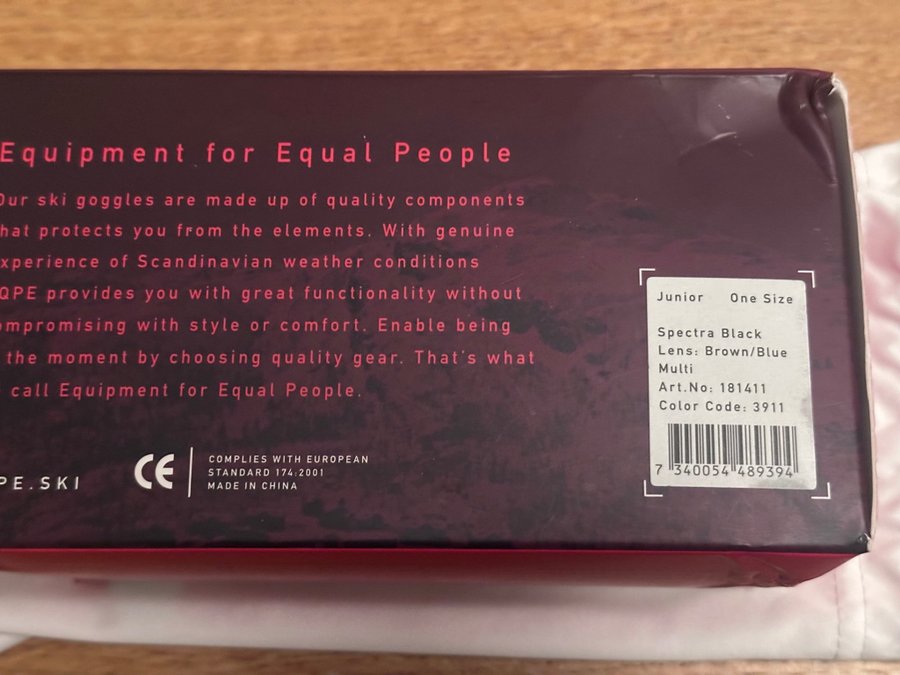 Equipment for Equal People
Our ski goggles are made up of quality components
hat protects you from the elements. With genuine
xperience of Scandinavian weather conditions
QPE provides you with great functionality without
ompromising with style or comfort. Enable being
the moment by choosing quality gear. That's what
call Equipment for Equal People.
PE.SKI
CE
COMPLIES WITH EUROPEAN
STANDARD 174:2001
MADE IN CHINA
Junior One Size
Spectra Black
Lens: Brown/Blue
Multi
Art.No: 181411
Color Code: 3911
7 340054 489394